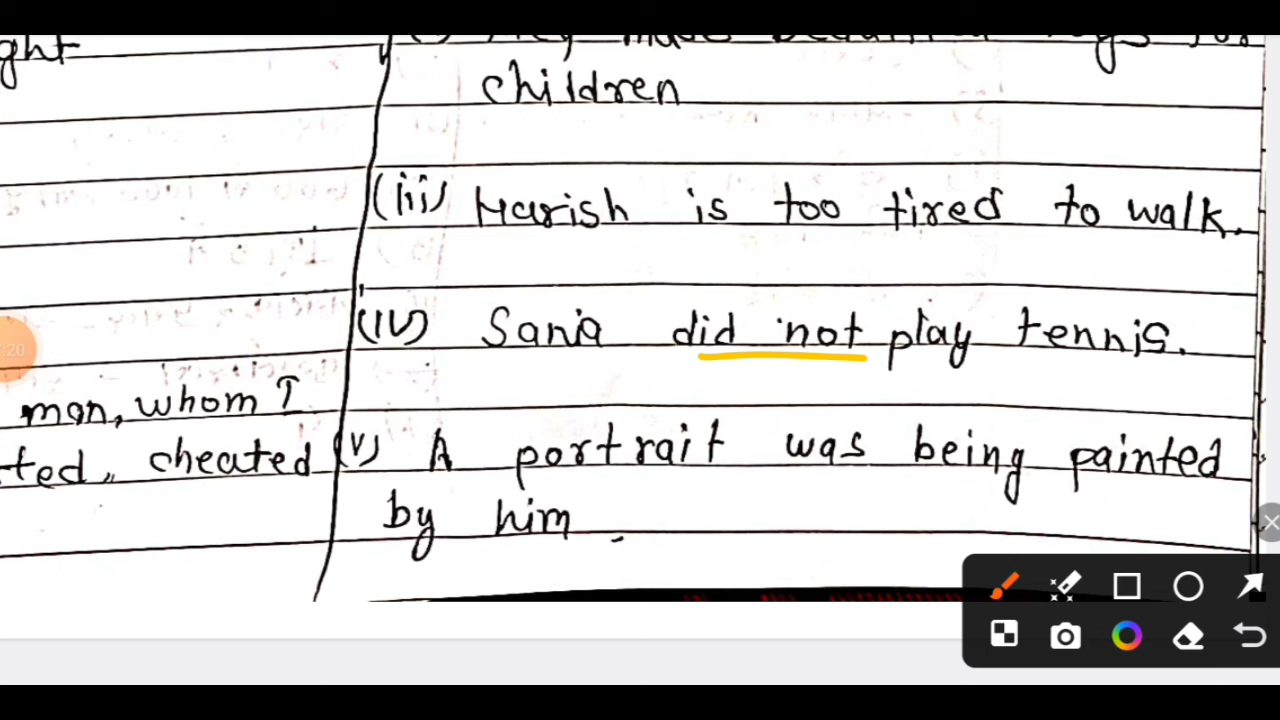 ght
children
(iii) Harish is too tired to walk.
(iv) Sania did not play tennis.
man, whom I
ted,, cheated
(v) A portrait was being painted
by him.
:20